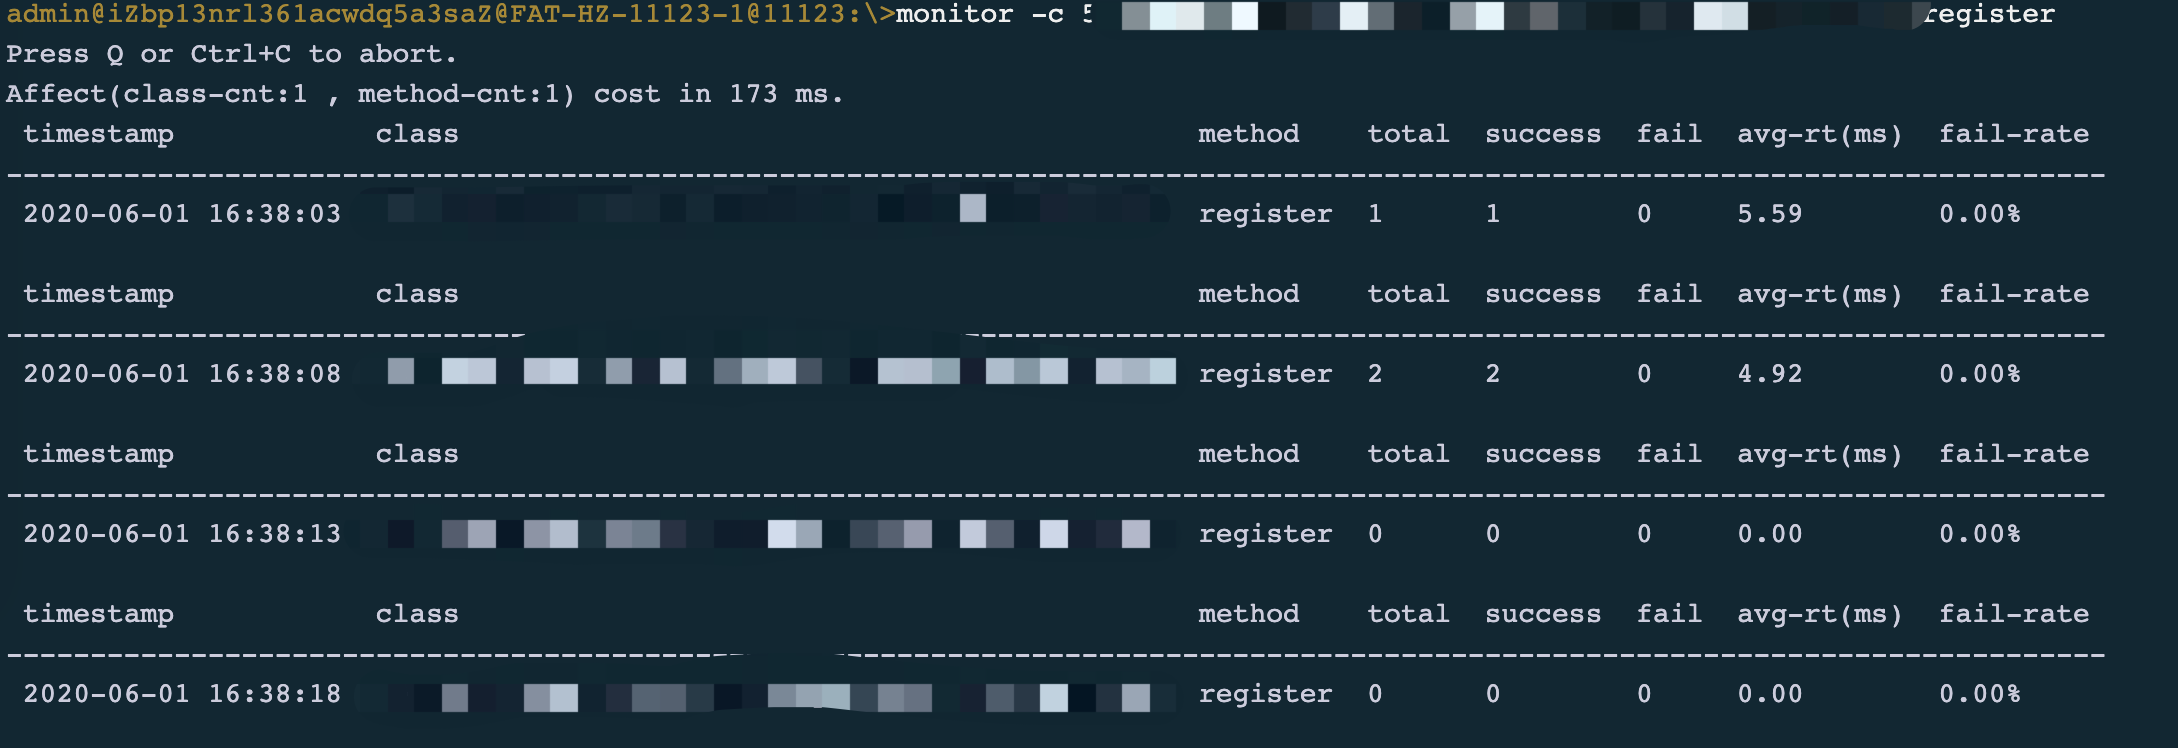 admin@iZbp13nrl361acwdq5a3saZ@FAT-HZ-11123-1@11123:\>monitor -c 5 register
Press Q or Ctrl+C to abort.
Affect(class-cnt:1 , method-cnt:1) cost in 173 ms.
timestamp class method total success fail avg-rt(ms) fail-rate
-----------------------------------------------------------------------------------------------------------------------------
2020-06-01 16:38:03 register 1 1 0 5.59 0.00%
timestamp class method total success fail avg-rt(ms) fail-rate
-----------------------------------------------------------------------------------------------------------------------------
2020-06-01 16:38:08 register 2 2 0 4.92 0.00%
timestamp class method total success fail avg-rt(ms) fail-rate
-----------------------------------------------------------------------------------------------------------------------------
2020-06-01 16:38:13 register 0 0 0 0.00 0.00%
timestamp class method total success fail avg-rt(ms) fail-rate
-----------------------------------------------------------------------------------------------------------------------------
2020-06-01 16:38:18 register 0 0 0 0.00 0.00%